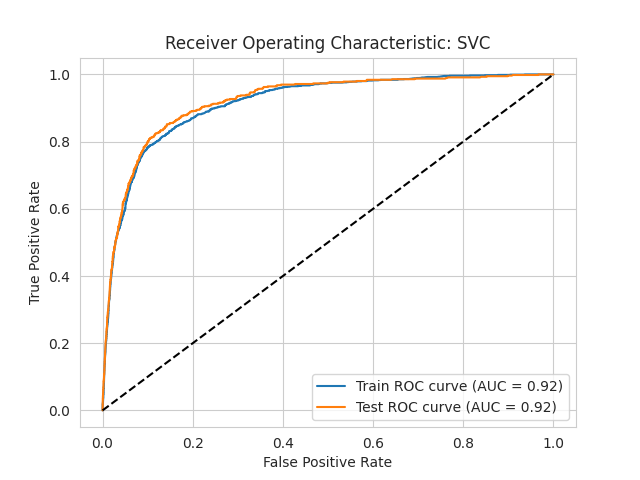 Receiver Operating Characteristic: SVC
True Positive Rate
1.0
0.8
0.6
0.4
0.2
0.0
Train ROC curve (AUC = 0.92)
Test ROC curve (AUC = 0.92)
0.0 0.2 0.4 0.6 0.8 1.0
False Positive Rate